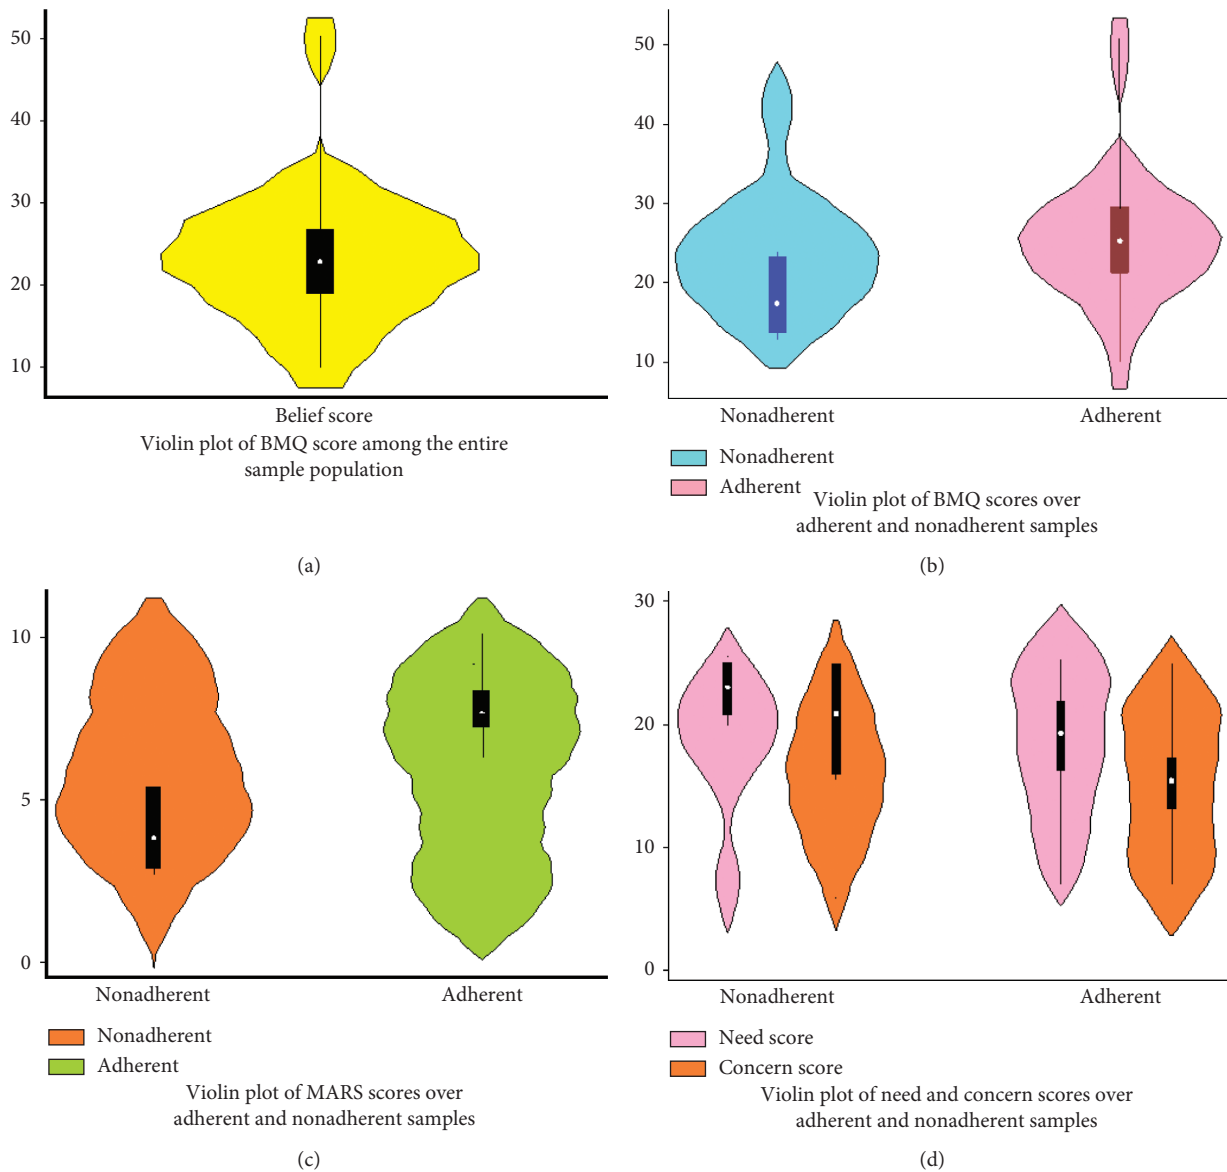 50
40
30
20
10
Belief score
Violin plot of BMQ score among the entire
sample population
(a)
50
40
30
20
10
Nonadherent
Adherent
Nonadherent
Adherent
Violin plot of BMQ scores over
adherent and nonadherent samples
(b)
10
5
0
Nonadherent
Adherent
Nonadherent
Adherent
Violin plot of MARS scores over
adherent and nonadherent samples
(c)
30
20
10
0
Nonadherent
Adherent
Need score
Concern score
Violin plot of need and concern scores over
adherent and nonadherent samples
(d)